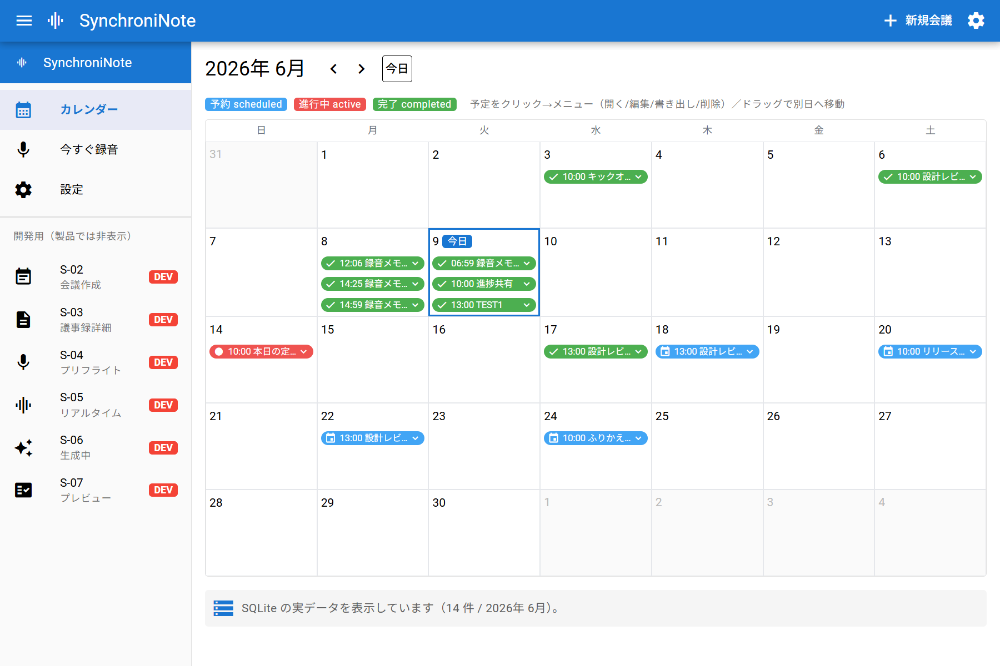 SynchroniNote
新規会議
SynchroniNote
カレンダー
今すぐ録音
設定
開発用（製品では非表示）
S-02
会議作成
DEV
S-03
議事録詳細
DEV
S-04
プリフライト
DEV
S-05
リアルタイム
DEV
S-06
生成中
DEV
S-07
プレビュー
DEV
2026年 6月
今日
予約 scheduled 進行中 active 完了 completed 予定をクリック→メニュー（開く/編集/書き出し/削除）／ドラッグで別日へ移動
日 月 火 水 木 金 土
31 1 2 3 4 5 6
10:00 キックオ... 10:00 設計レビ...
7 8 9 今日 10 11 12 13
12:06 録音メモ... 06:59 録音メモ...
14:25 録音メモ... 10:00 進捗共有
14:59 録音メモ... 13:00 TEST1
14 15 16 17 18 19 20
10:00 本日の定... 13:00 設計レビ... 13:00 設計レビ... 10:00 リリース...
21 22 23 24 25 26 27
13:00 設計レビ... 10:00 ふりかえ...
28 29 30 1 2 3 4
SQLite の実データを表示しています（14 件 / 2026年 6月）。